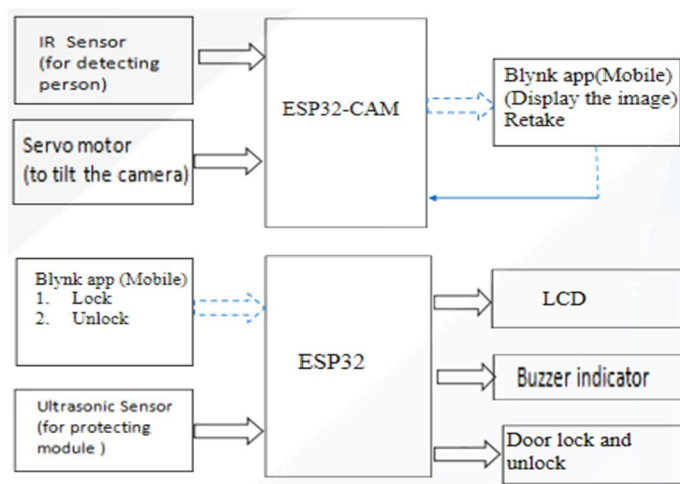 IR Sensor
(for detecting
person)
Servo motor
(to tilt the camera)
ESP32-CAM
Blynk app(Mobile)
(Display the image)
Retake
Blynk app (Mobile)
1. Lock
2. Unlock
Ultrasonic Sensor
(for protecting
module )
ESP32
LCD
Buzzer indicator
Door lock and
unlock